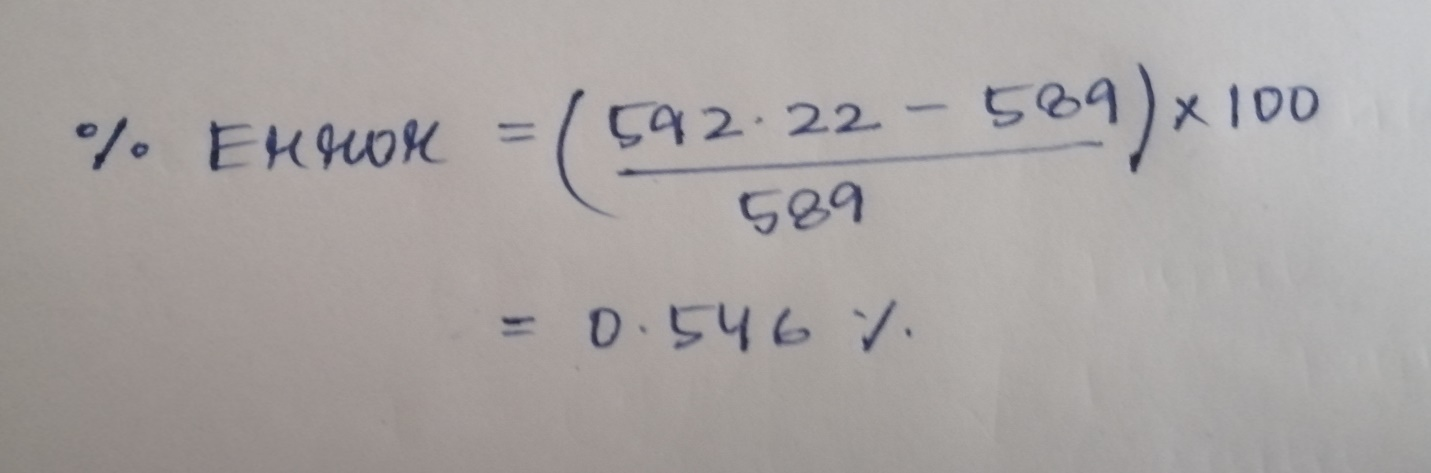 % ERROR = (592.22 - 589 / 589) × 100
= 0.546 %